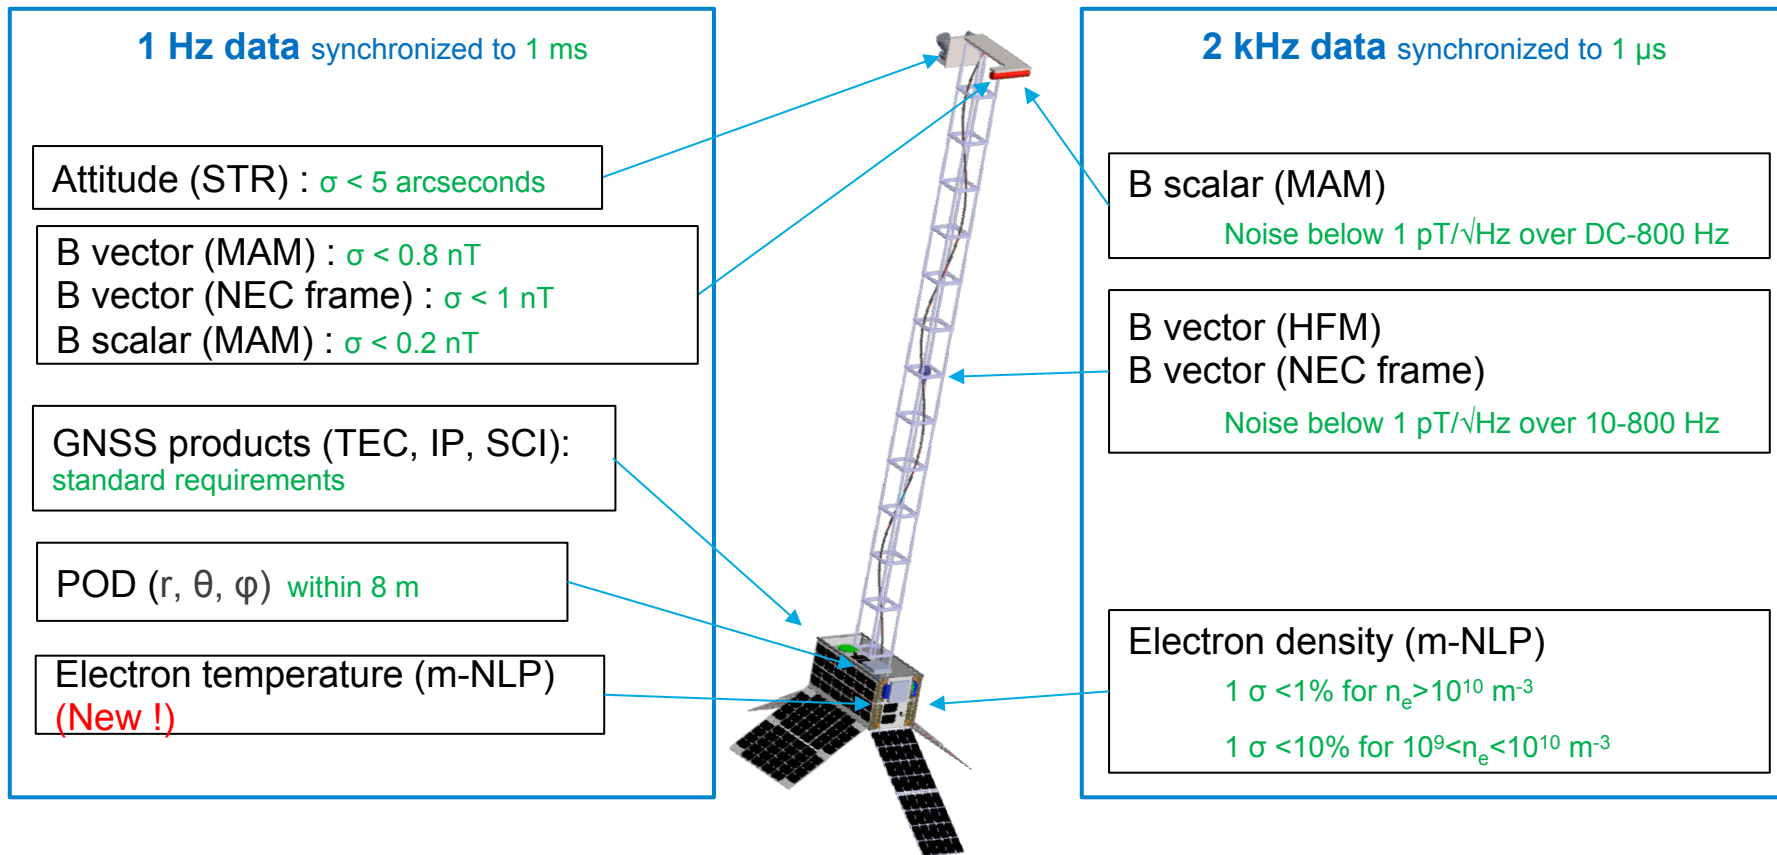 1 Hz data synchronized to 1 ms
Attitude (STR) : σ < 5 arcseconds
B vector (MAM) : σ < 0.8 nT
B vector (NEC frame) : σ < 1 nT
B scalar (MAM) : σ < 0.2 nT
GNSS products (TEC, IP, SCI):
standard requirements
POD (r, θ, φ) within 8 m
Electron temperature (m-NLP)
(New !)
2 kHz data synchronized to 1 µs
B scalar (MAM)
Noise below 1 pT/√Hz over DC-800 Hz
B vector (HFM)
B vector (NEC frame)
Noise below 1 pT/√Hz over 10-800 Hz
Electron density (m-NLP)
1 σ <1% for nₑ>10¹⁰ m⁻³
1 σ <10% for 10⁹<nₑ<10¹⁰ m⁻³